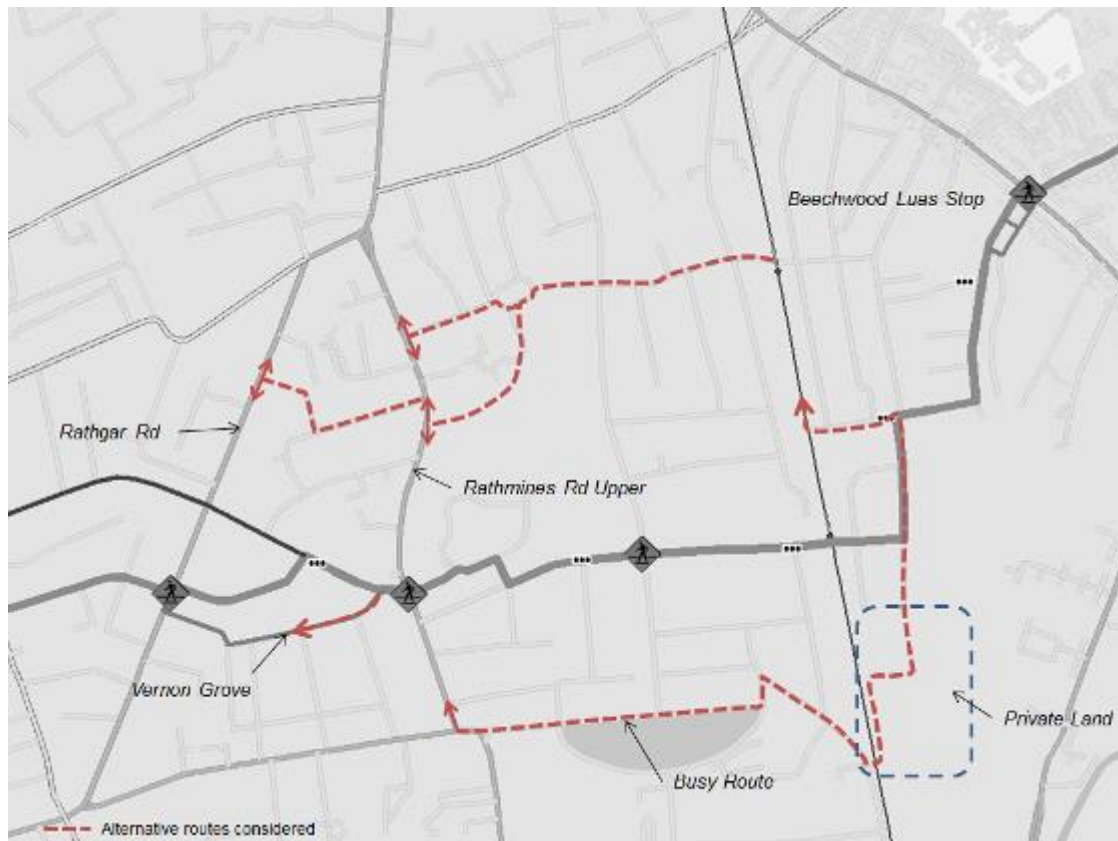 Beechwood Luas Stop
Rathgar Rd
Rathmines Rd Upper
Vernon Grove
Private Land
Busy Route
Alternative routes considered